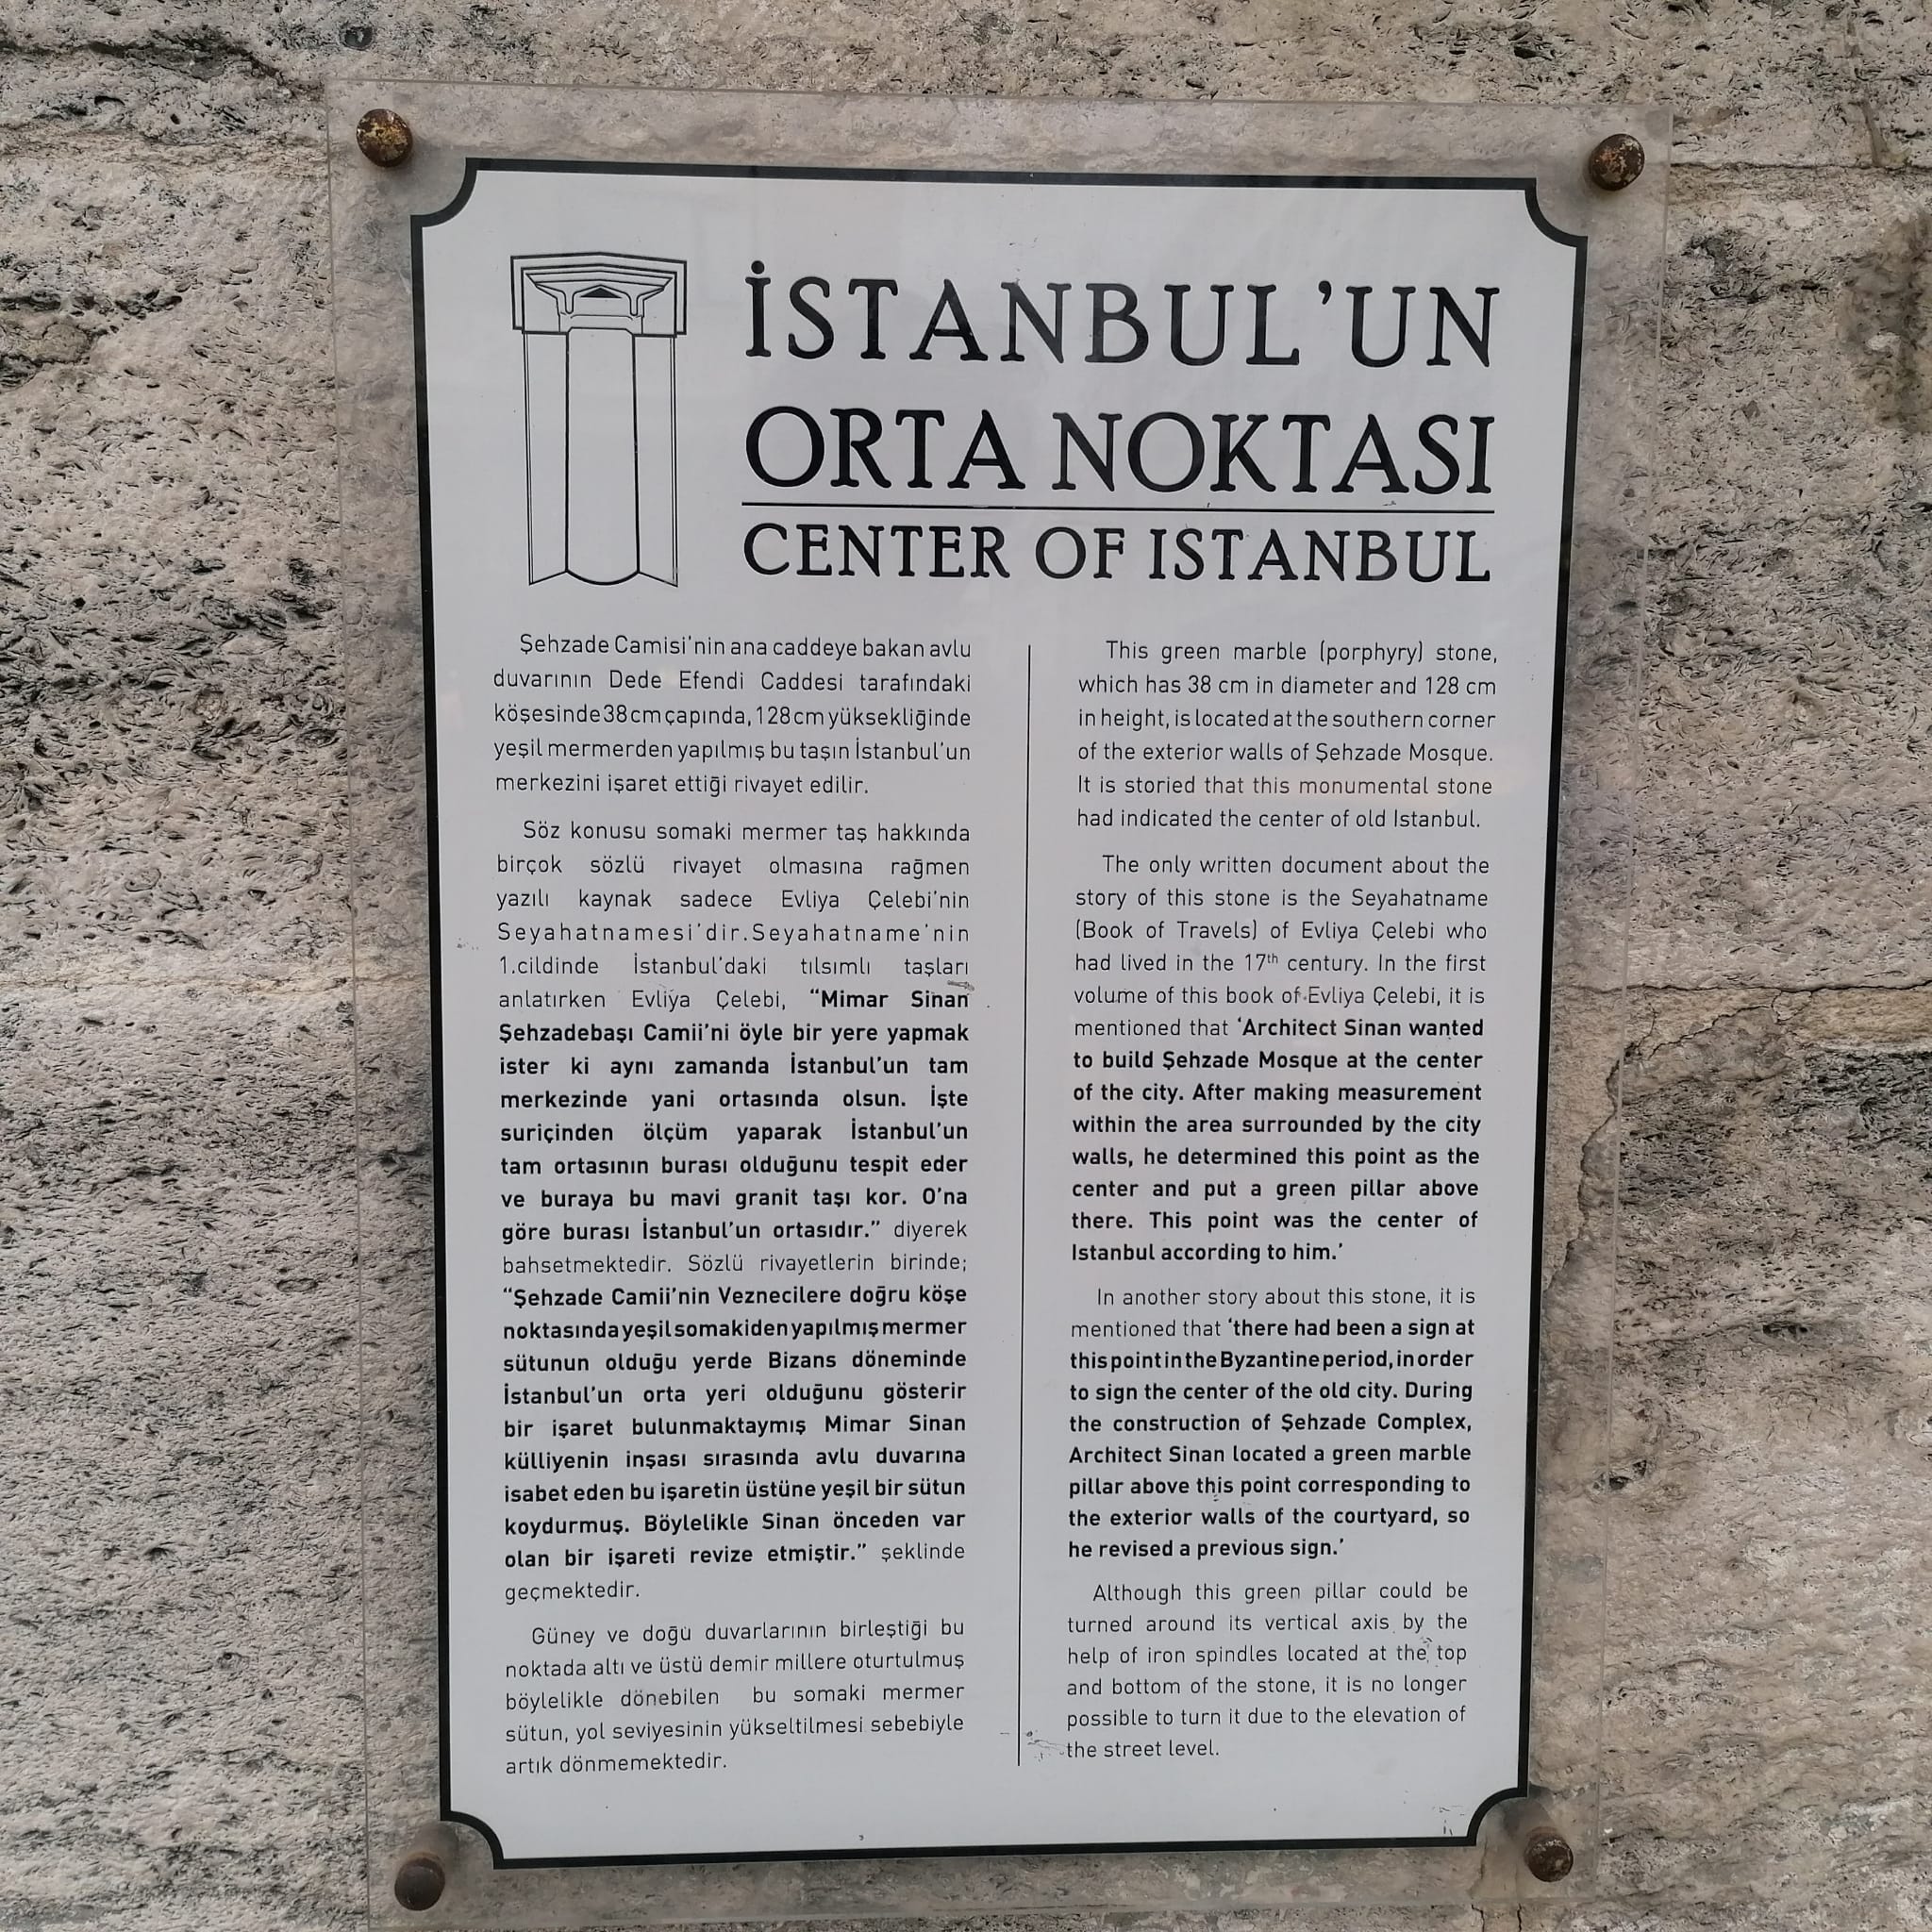 İSTANBUL'UN
ORTA NOKTASI
CENTER OF ISTANBUL
Şehzade Camisi'nin ana caddeye bakan avlu
duvarının Dede Efendi Caddesi tarafındaki
köşesinde 38 cm çapında, 128 cm yüksekliğinde
yeşil mermerden yapılmış bu taşın İstanbul'un
merkezini işaret ettiği rivayet edilir.
Söz konusu somaki mermer taş hakkında
birçok sözlü rivayet olmasına rağmen
yazılı kaynak sadece Evliya Çelebi'nin
Seyahatnamesi'dir.Seyahatname'nin
1.cildinde İstanbul'daki tılsımlı taşları
anlatırken Evliya Çelebi, "Mimar Sinan
Şehzadebaşı Camii'ni öyle bir yere yapmak
ister ki aynı zamanda İstanbul'un tam
merkezinde yani ortasında olsun. İşte
suriçinden ölçüm yaparak İstanbul'un
tam ortasının burası olduğunu tespit eder
ve buraya bu mavi granit taşı kor. O'na
göre burası İstanbul'un ortasıdır." diyerek
bahsetmektedir. Sözlü rivayetlerin birinde;
"Şehzade Camii'nin Veznecilere doğru köşe
noktasında yeşil somakiden yapılmış mermer
sütunun olduğu yerde Bizans döneminde
İstanbul'un orta yeri olduğunu gösterir
bir işaret bulunmaktaymış Mimar Sinan
külliyenin inşası sırasında avlu duvarına
isabet eden bu işaretin üstüne yeşil bir sütun
koydurmuş. Böylelikle Sinan önceden var
olan bir işareti revize etmiştir." şeklinde
geçmektedir.
Güney ve doğu duvarlarının birleştiği bu
noktada altı ve üstü demir millere oturtulmuş
böylelikle dönebilen bu somaki mermer
sütun, yol seviyesinin yükseltilmesi sebebiyle
artık dönmemektedir.
This green marble (porphyry) stone,
which has 38 cm in diameter and 128 cm
in height, is located at the southern corner
of the exterior walls of Şehzade Mosque.
It is storied that this monumental stone
had indicated the center of old Istanbul.
The only written document about the
story of this stone is the Seyahatname
(Book of Travels) of Evliya Çelebi who
had lived in the 17th century. In the first
volume of this book of Evliya Çelebi, it is
mentioned that 'Architect Sinan wanted
to build Şehzade Mosque at the center
of the city. After making measurement
within the area surrounded by the city
walls, he determined this point as the
center and put a green pillar above
there. This point was the center of
Istanbul according to him.'
In another story about this stone, it is
mentioned that 'there had been a sign at
this point in the Byzantine period, in order
to sign the center of the old city. During
the construction of Şehzade Complex,
Architect Sinan located a green marble
pillar above this point corresponding to
the exterior walls of the courtyard, so
he revised a previous sign.'
Although this green pillar could be
turned around its vertical axis by the
help of iron spindles located at the top
and bottom of the stone, it is no longer
possible to turn it due to the elevation of
the street level.